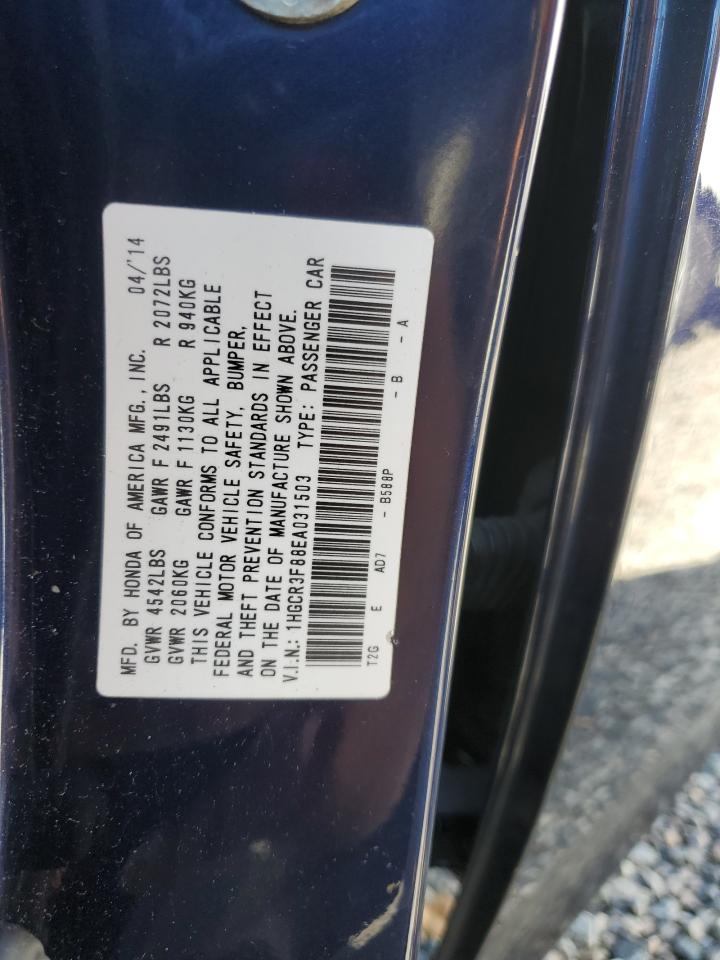 MFD. BY HONDA OF AMERICA MFG., INC. 04/'14
GVWR 4542LBS GAWR F 2491LBS R 2072LBS
GVWR 2060KG GAWR F 1130KG R 940KG
THIS VEHICLE CONFORMS TO ALL APPLICABLE
FEDERAL MOTOR VEHICLE SAFETY, BUMPER,
AND THEFT PREVENTION STANDARDS IN EFFECT
ON THE DATE OF MANUFACTURE SHOWN ABOVE.
V.I.N.: 1HGCR3F88EA031503 TYPE: PASSENGER CAR
T2G E AD7 - B588P - B - A